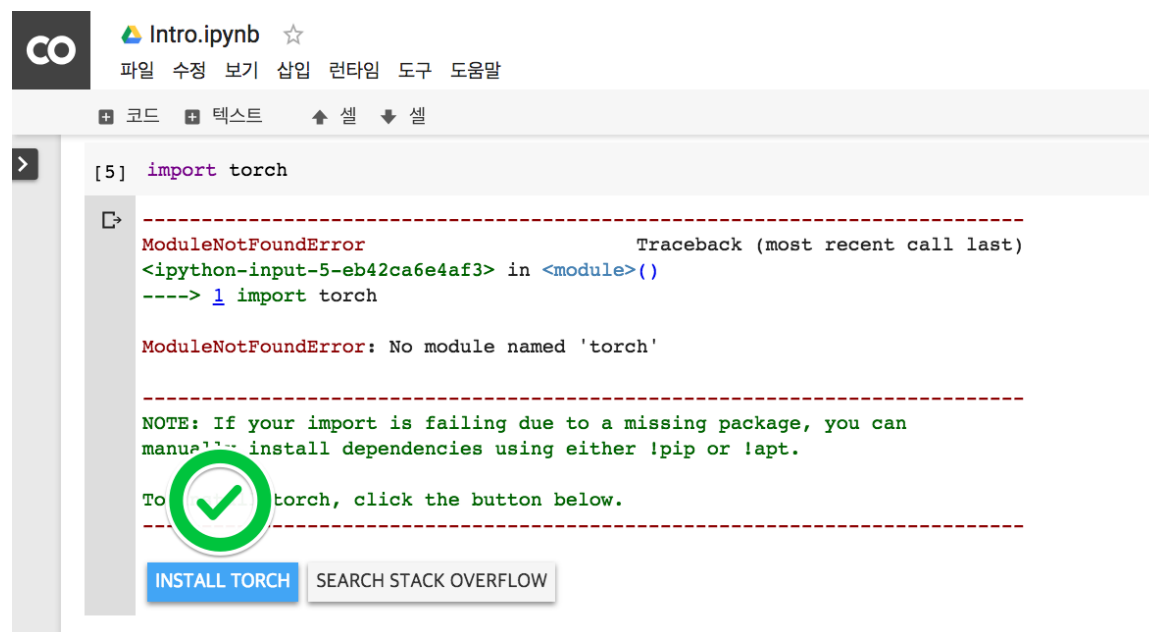 CO
Intro.ipynb
파일 수정 보기 삽입 런타임 도구 도움말
코드 텍스트 셀 셀
[5] import torch
---------------------------------------------------------------------------
ModuleNotFoundError Traceback (most recent call last)
<ipython-input-5-eb42ca6e4af3> in <module>()
----> 1 import torch
ModuleNotFoundError: No module named 'torch'
---------------------------------------------------------------------------
NOTE: If your import is failing due to a missing package, you can
manually install dependencies using either !pip or !apt.
To torch, click the button below.
---------------------------------------------------------------------------
INSTALL TORCH SEARCH STACK OVERFLOW